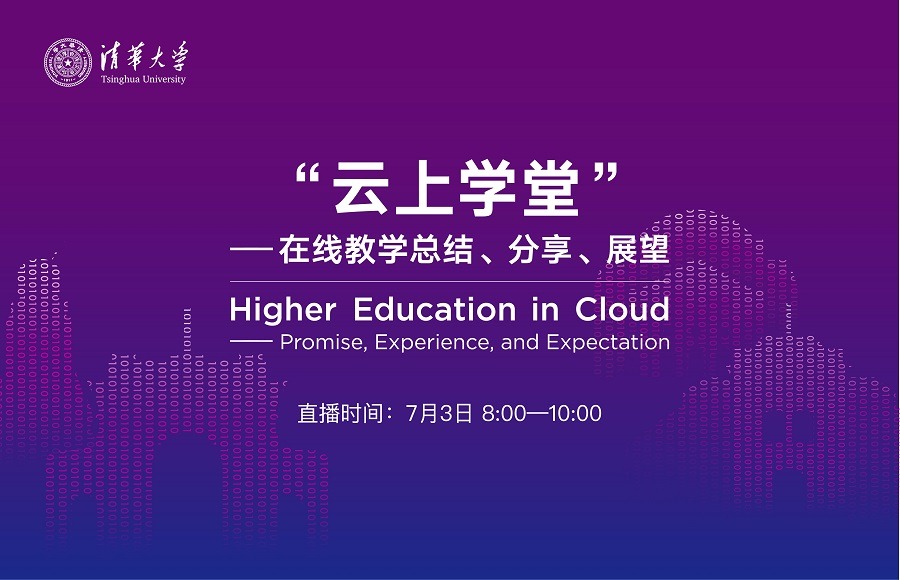 清华大学
Tsinghua University
“云上学堂”
——在线教学总结、分享、展望
Higher Education in Cloud
—— Promise, Experience, and Expectation
直播时间：7月3日 8:00—10:00